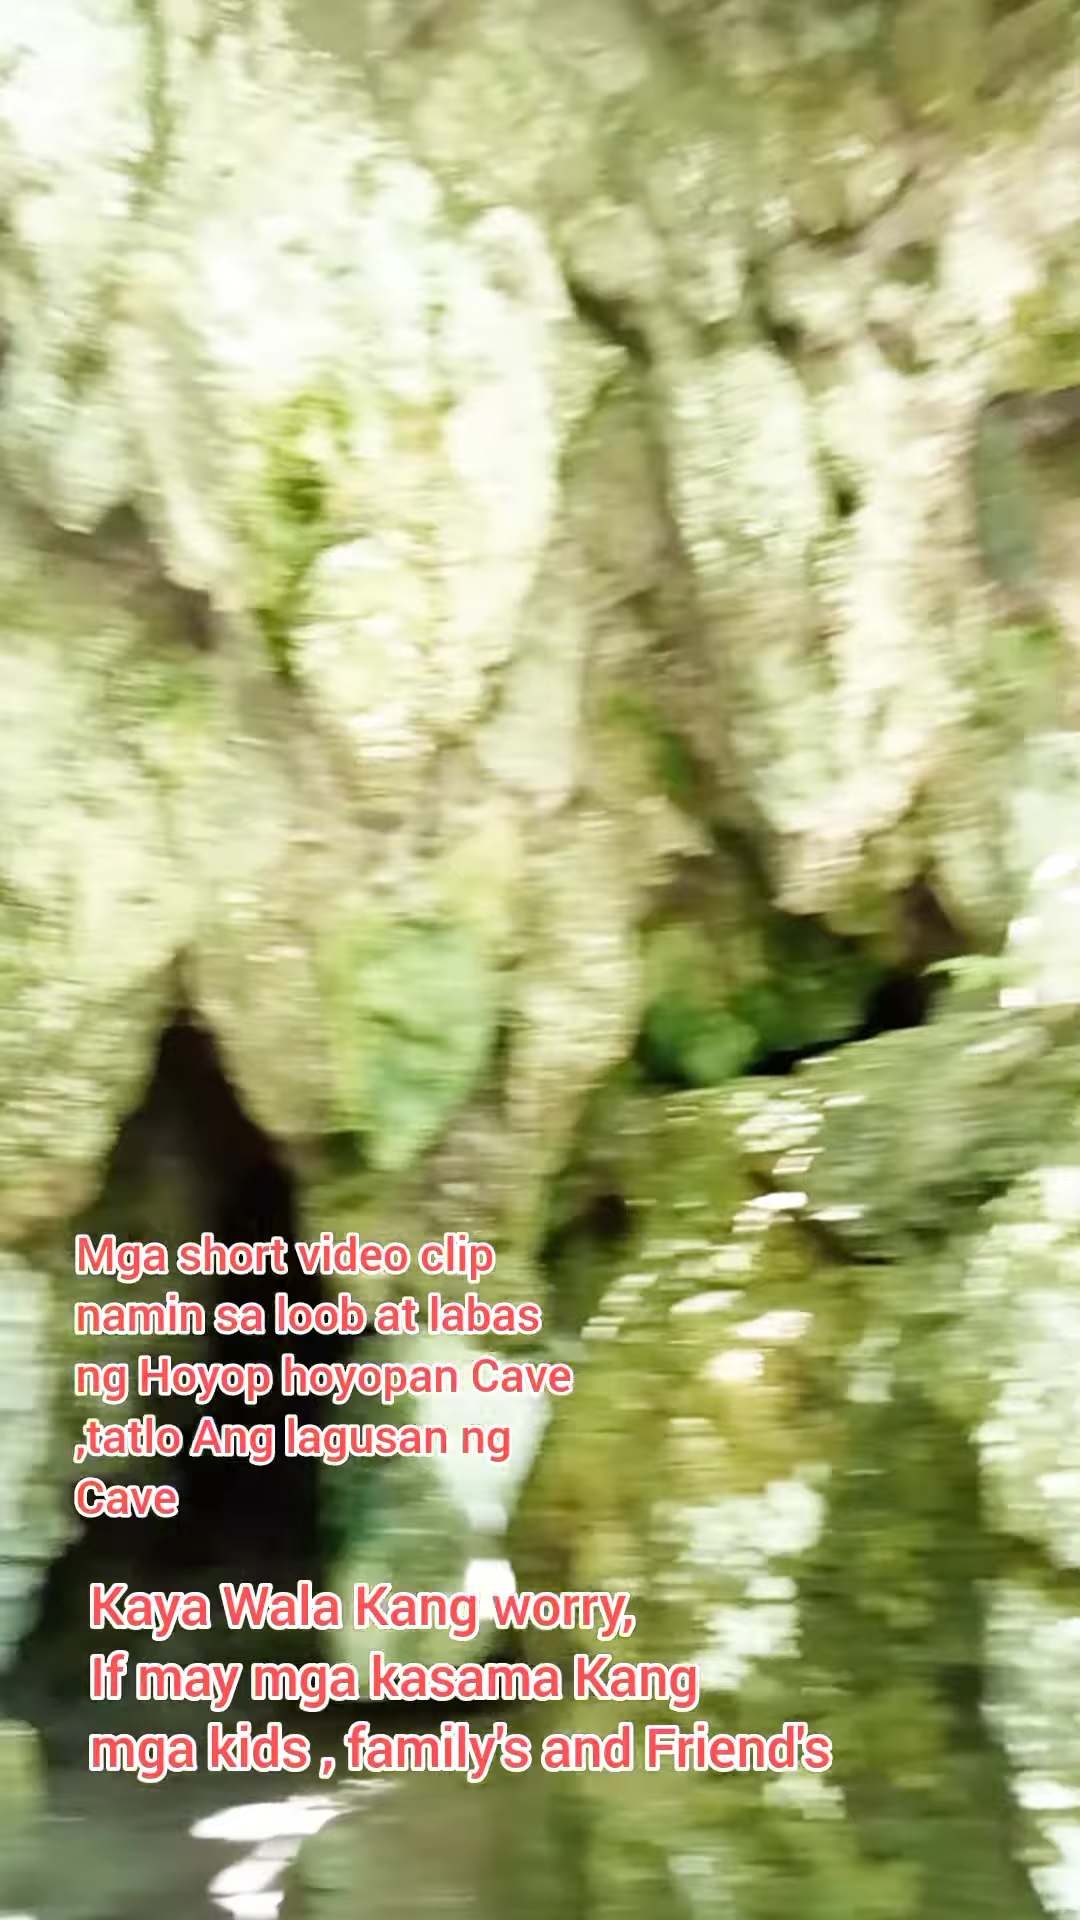 Mga short video clip
namin sa loob at labas
ng Hoyop hoyopan Cave
,tatlo Ang lagusan ng
Cave
Kaya Wala Kang worry,
If may mga kasama Kang
mga kids , family's and Friend's